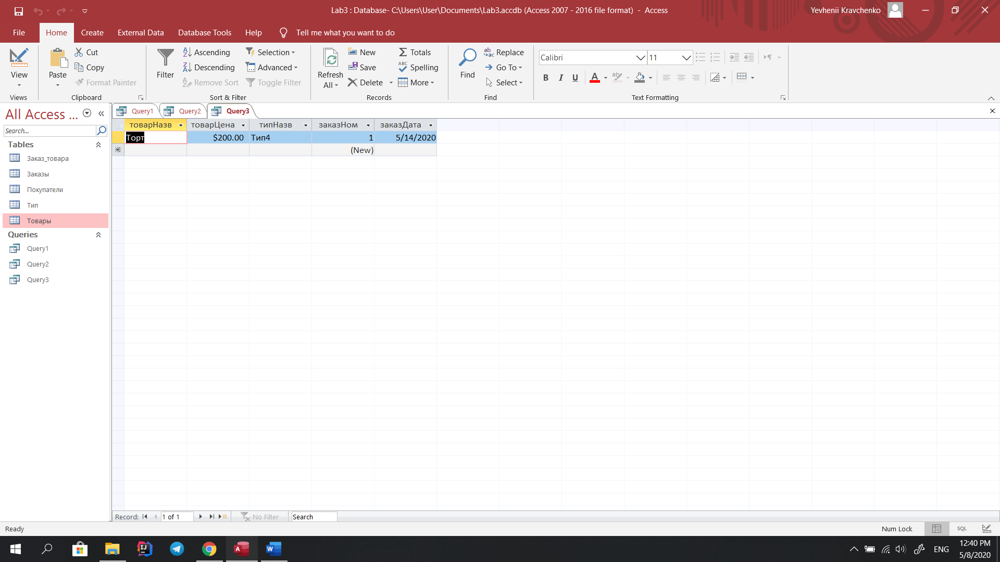 Lab3 : Database- C:\Users\User\Documents\Lab3.accdb (Access 2007 - 2016 file format) - Access
Yevhenii Kravchenko
File Home Create External Data Database Tools Help Tell me what you want to do
View
Views
Paste
Cut
Copy
Format Painter
Clipboard
Filter
Ascending
Descending
Remove Sort
Selection
Advanced
Toggle Filter
Sort & Filter
Refresh
All
New
Save
Delete
Totals
Spelling
More
Records
Find
Replace
Go To
Select
Find
Calibri 11
B I U A
Text Formatting
All Access ...
Search...
Tables
Заказ_товара
Заказы
Покупатели
Тип
Товары
Queries
Query1
Query2
Query3
Query1 Query2 Query3
товарНазв товарЦена типНазв заказНом заказДата
Торт $200.00 Тип4 1 5/14/2020
(New)
Record: 1 of 1 No Filter Search
Ready
Num Lock
SQL
ENG
12:40 PM
5/8/2020